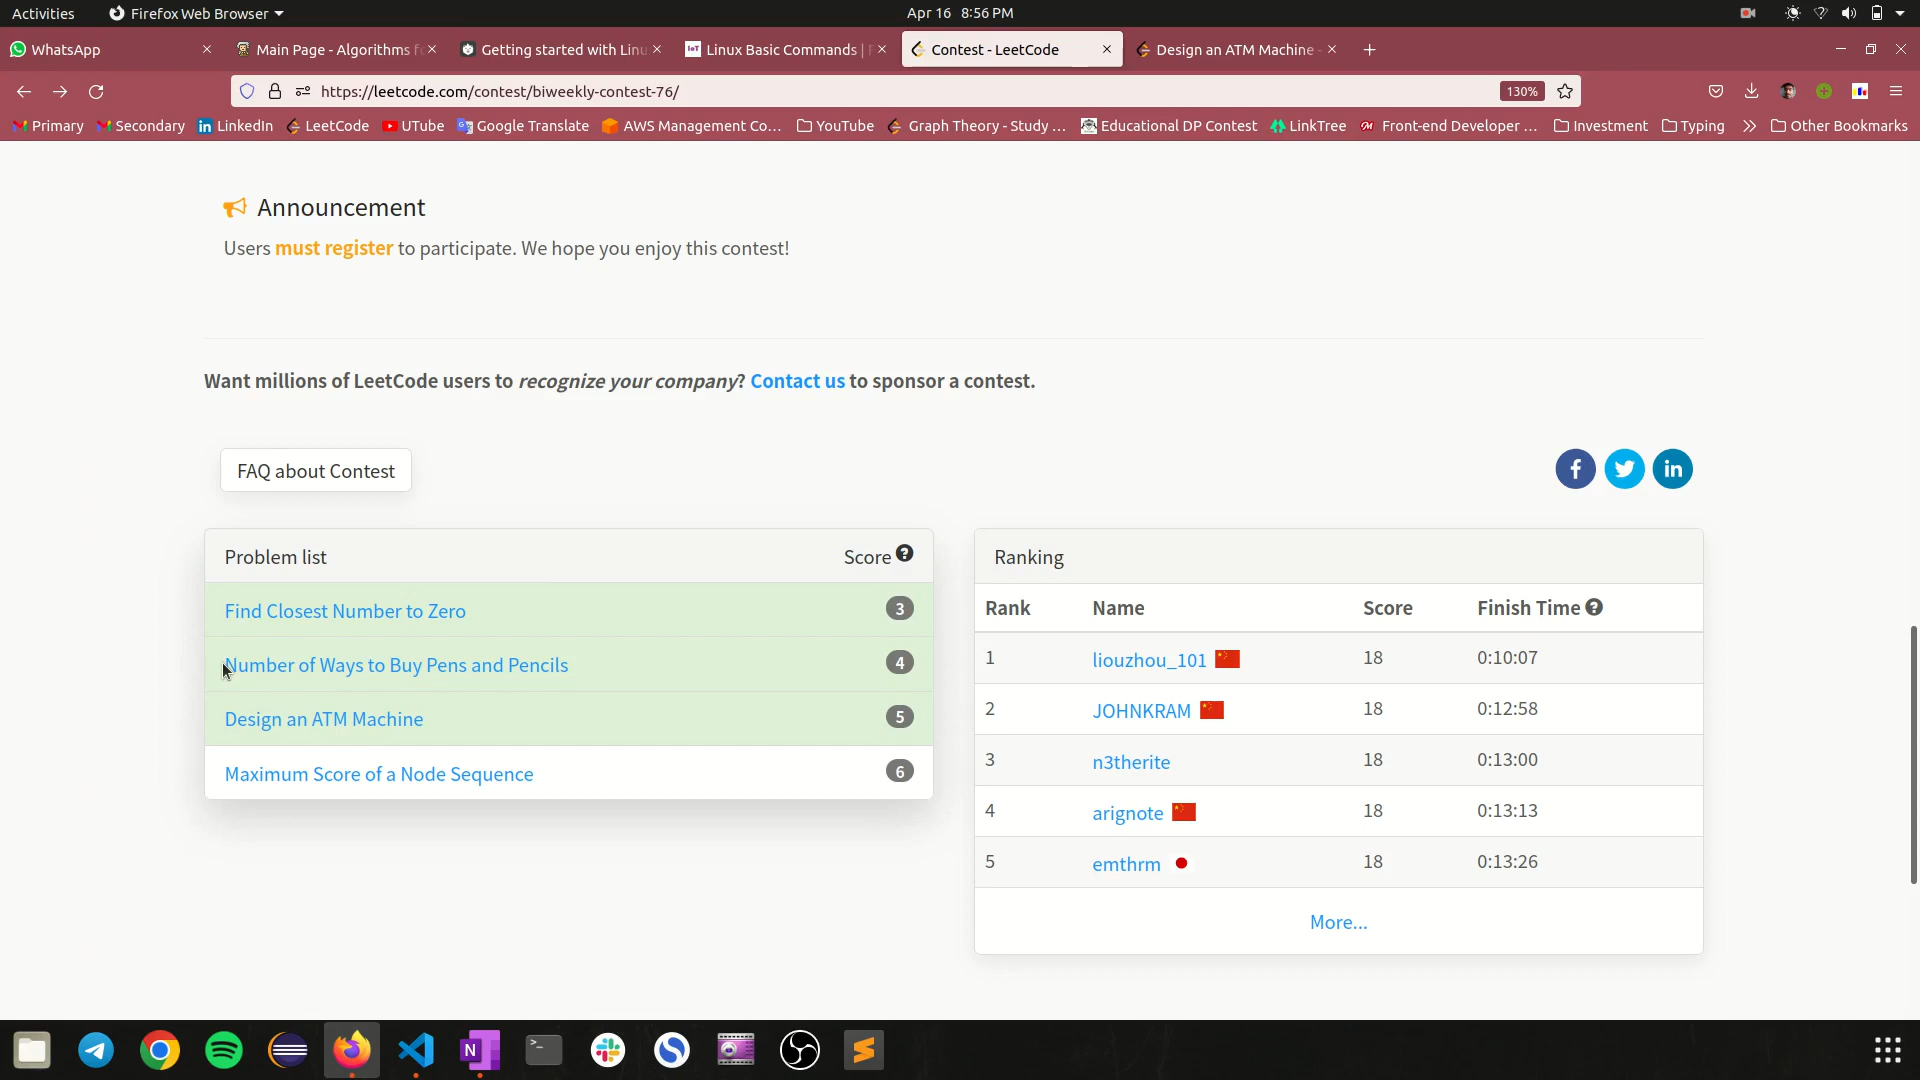 Activities
Firefox Web Browser
Apr 16 8:56 PM
WhatsApp
Main Page - Algorithms fo
Getting started with Linu
Linux Basic Commands |
Contest - LeetCode
Design an ATM Machine -
https://leetcode.com/contest/biweekly-contest-76/
130%
Primary
Secondary
LinkedIn
LeetCode
UTube
Google Translate
AWS Management Co...
YouTube
Graph Theory - Study ...
Educational DP Contest
LinkTree
Front-end Developer ...
Investment
Typing
Other Bookmarks
Announcement
Users must register to participate. We hope you enjoy this contest!
Want millions of LeetCode users to recognize your company? Contact us to sponsor a contest.
FAQ about Contest
Problem list Score
Find Closest Number to Zero 3
Number of Ways to Buy Pens and Pencils 4
Design an ATM Machine 5
Maximum Score of a Node Sequence 6
Ranking
Rank Name Score Finish Time
1 liouzhou_101 18 0:10:07
2 JOHNKRAM 18 0:12:58
3 n3therite 18 0:13:00
4 arignote 18 0:13:13
5 emthrm 18 0:13:26
More...